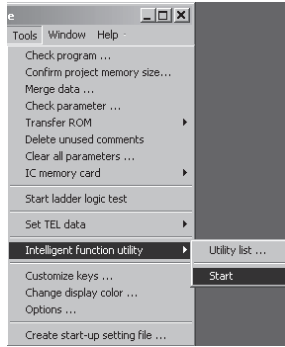 e
Tools Window Help
Check program ...
Confirm project memory size...
Merge data ...
Check parameter ...
Transfer ROM
Delete unused comments
Clear all parameters ...
IC memory card
Start ladder logic test
Set TEL data
Intelligent function utility
Utility list ...
Start
Customize keys ...
Change display color ...
Options ...
Create start-up setting file ...